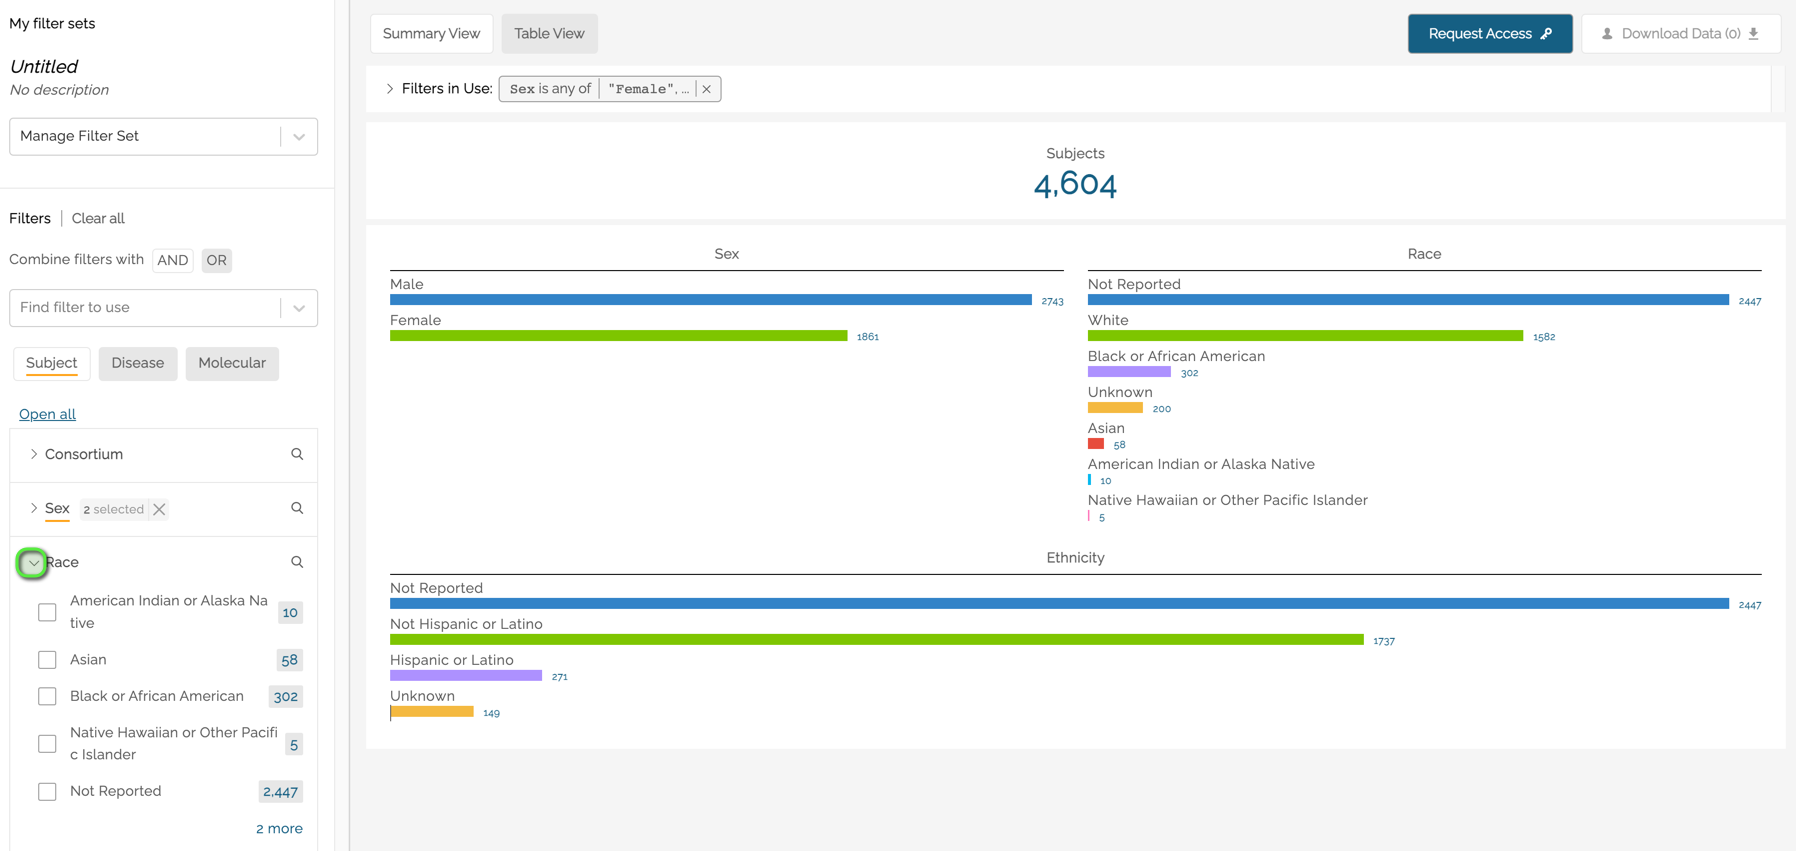 My filter sets
Untitled
No description
Manage Filter Set
Filters | Clear all
Combine filters with AND OR
Find filter to use
Subject Disease Molecular
Open all
Consortium
Sex 2 selected
Race
American Indian or Alaska Na
tive 10
Asian 58
Black or African American 302
Native Hawaiian or Other Pacifi
c Islander 5
Not Reported 2,447
2 more
Summary View Table View
Request Access Download Data (0)
Filters in Use: Sex is any of "Female", ...
Subjects
4,604
Sex
Male
2743
Female
1861
Race
Not Reported
2447
White
1582
Black or African American
302
Unknown
200
Asian
58
American Indian or Alaska Native
10
Native Hawaiian or Other Pacific Islander
5
Ethnicity
Not Reported
2447
Not Hispanic or Latino
1737
Hispanic or Latino
271
Unknown
149